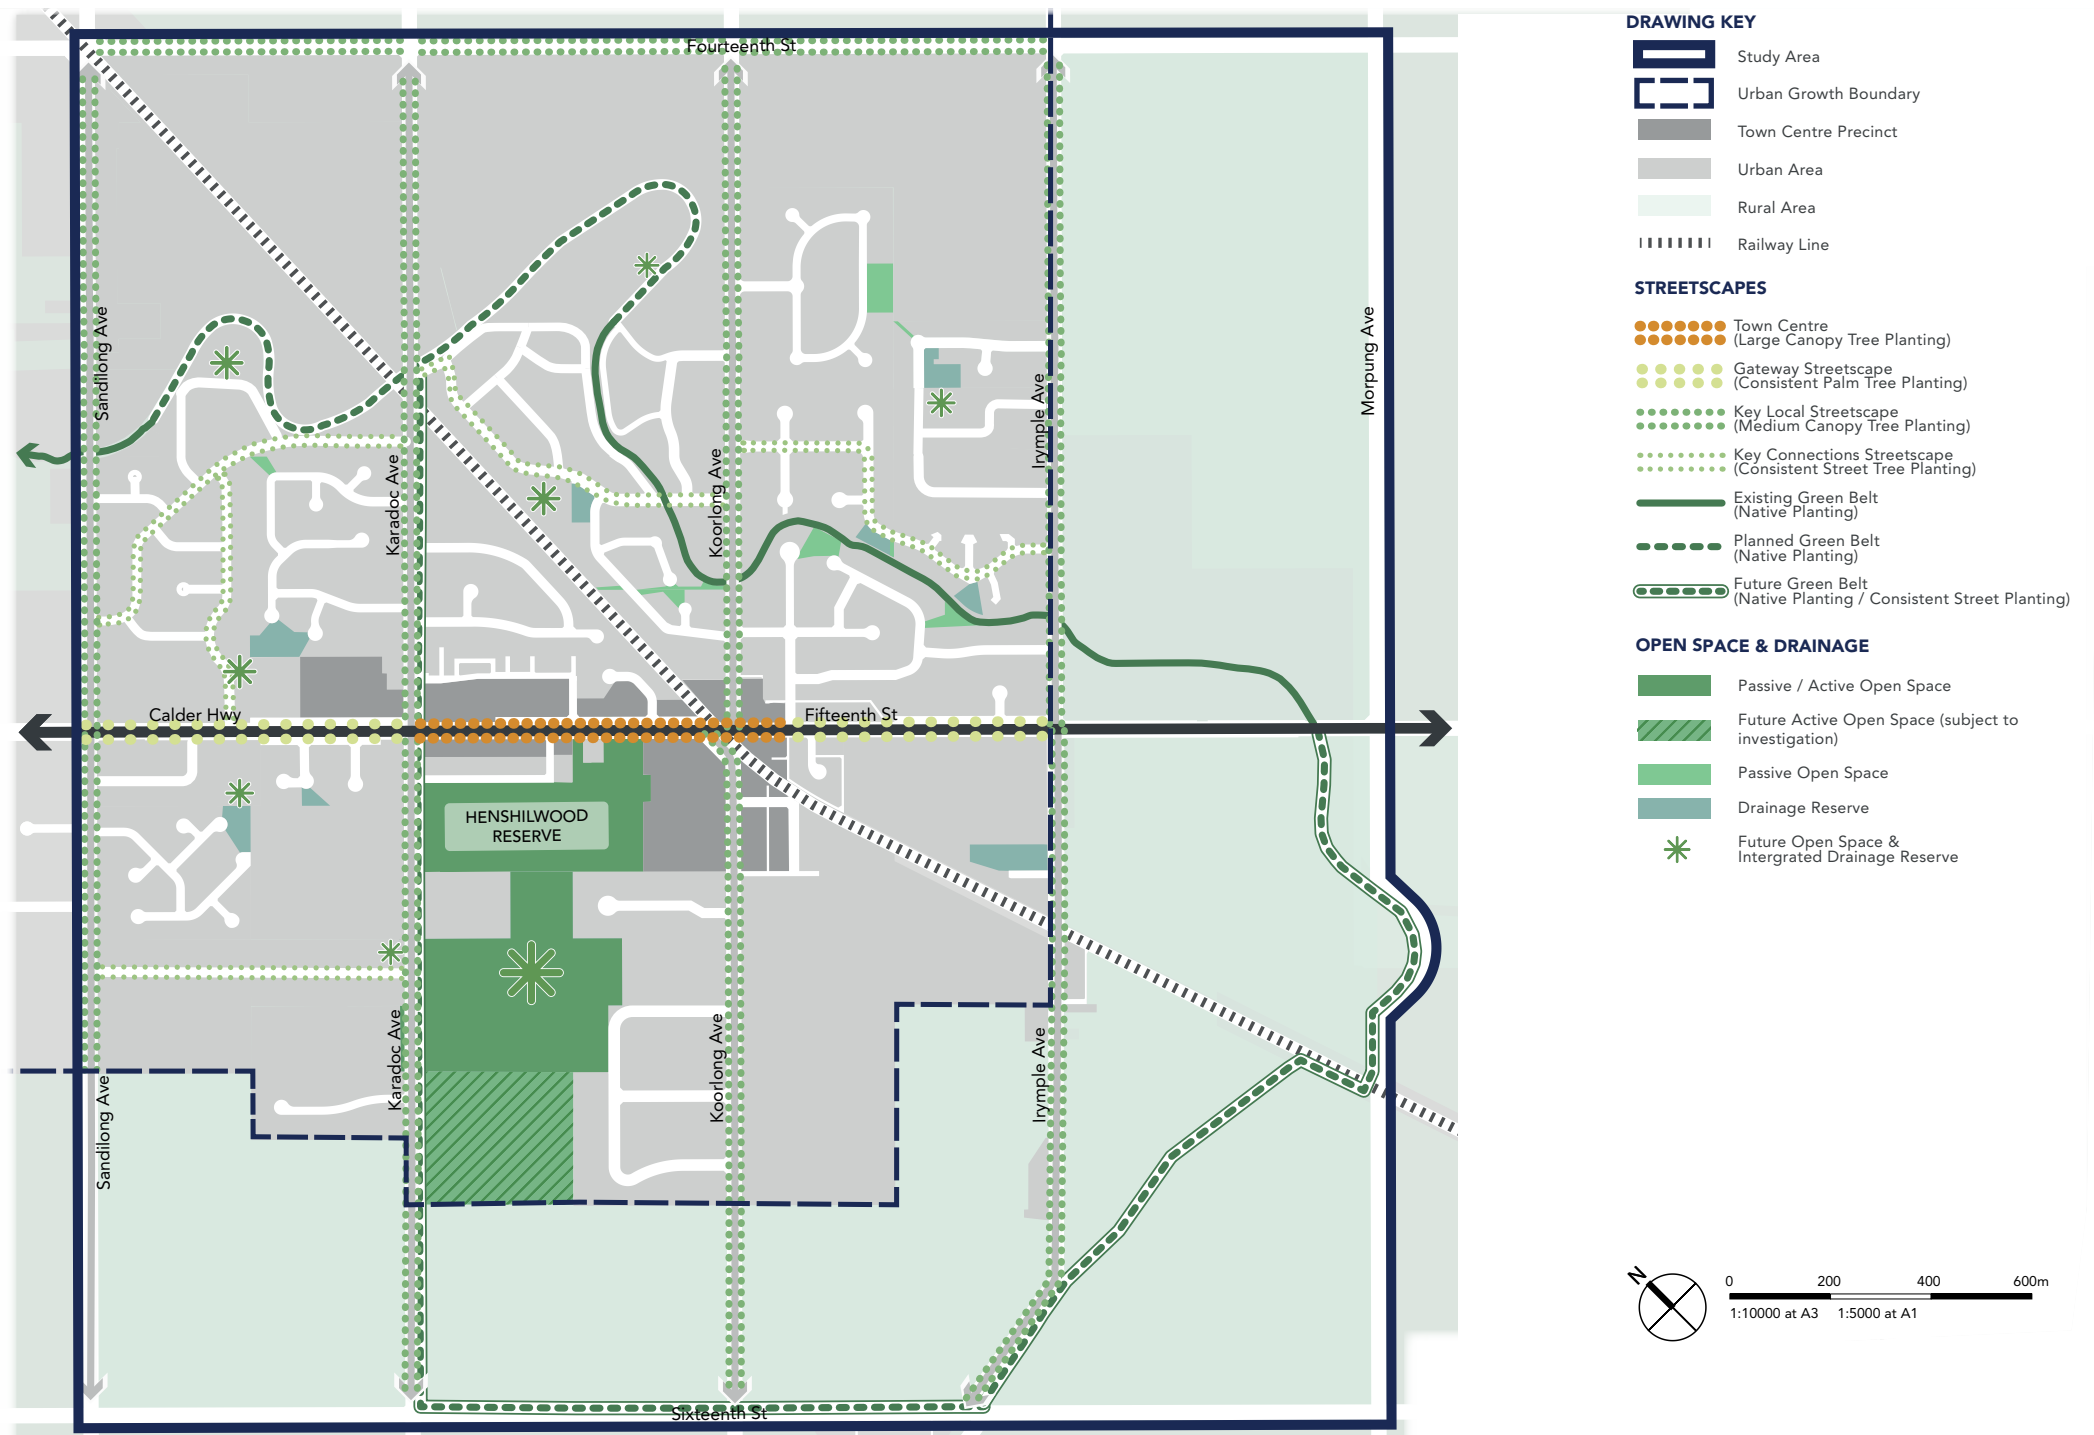 Fourteenth St
Sandilong Ave
Karadoc Ave
Koorlong Ave
Irymple Ave
Morpung Ave
Calder Hwy
Fifteenth St
HENSHILWOOD
RESERVE
Sandilong Ave
Karadoc Ave
Koorlong Ave
Irymple Ave
Sixteenth St
DRAWING KEY
Study Area
Urban Growth Boundary
Town Centre Precinct
Urban Area
Rural Area
Railway Line
STREETSCAPES
Town Centre
(Large Canopy Tree Planting)
Gateway Streetscape
(Consistent Palm Tree Planting)
Key Local Streetscape
(Medium Canopy Tree Planting)
Key Connections Streetscape
(Consistent Street Tree Planting)
Existing Green Belt
(Native Planting)
Planned Green Belt
(Native Planting)
Future Green Belt
(Native Planting / Consistent Street Planting)
OPEN SPACE & DRAINAGE
Passive / Active Open Space
Future Active Open Space (subject to
investigation)
Passive Open Space
Drainage Reserve
Future Open Space &
Intergrated Drainage Reserve
N
0 200 400 600m
1:10000 at A3 1:5000 at A1